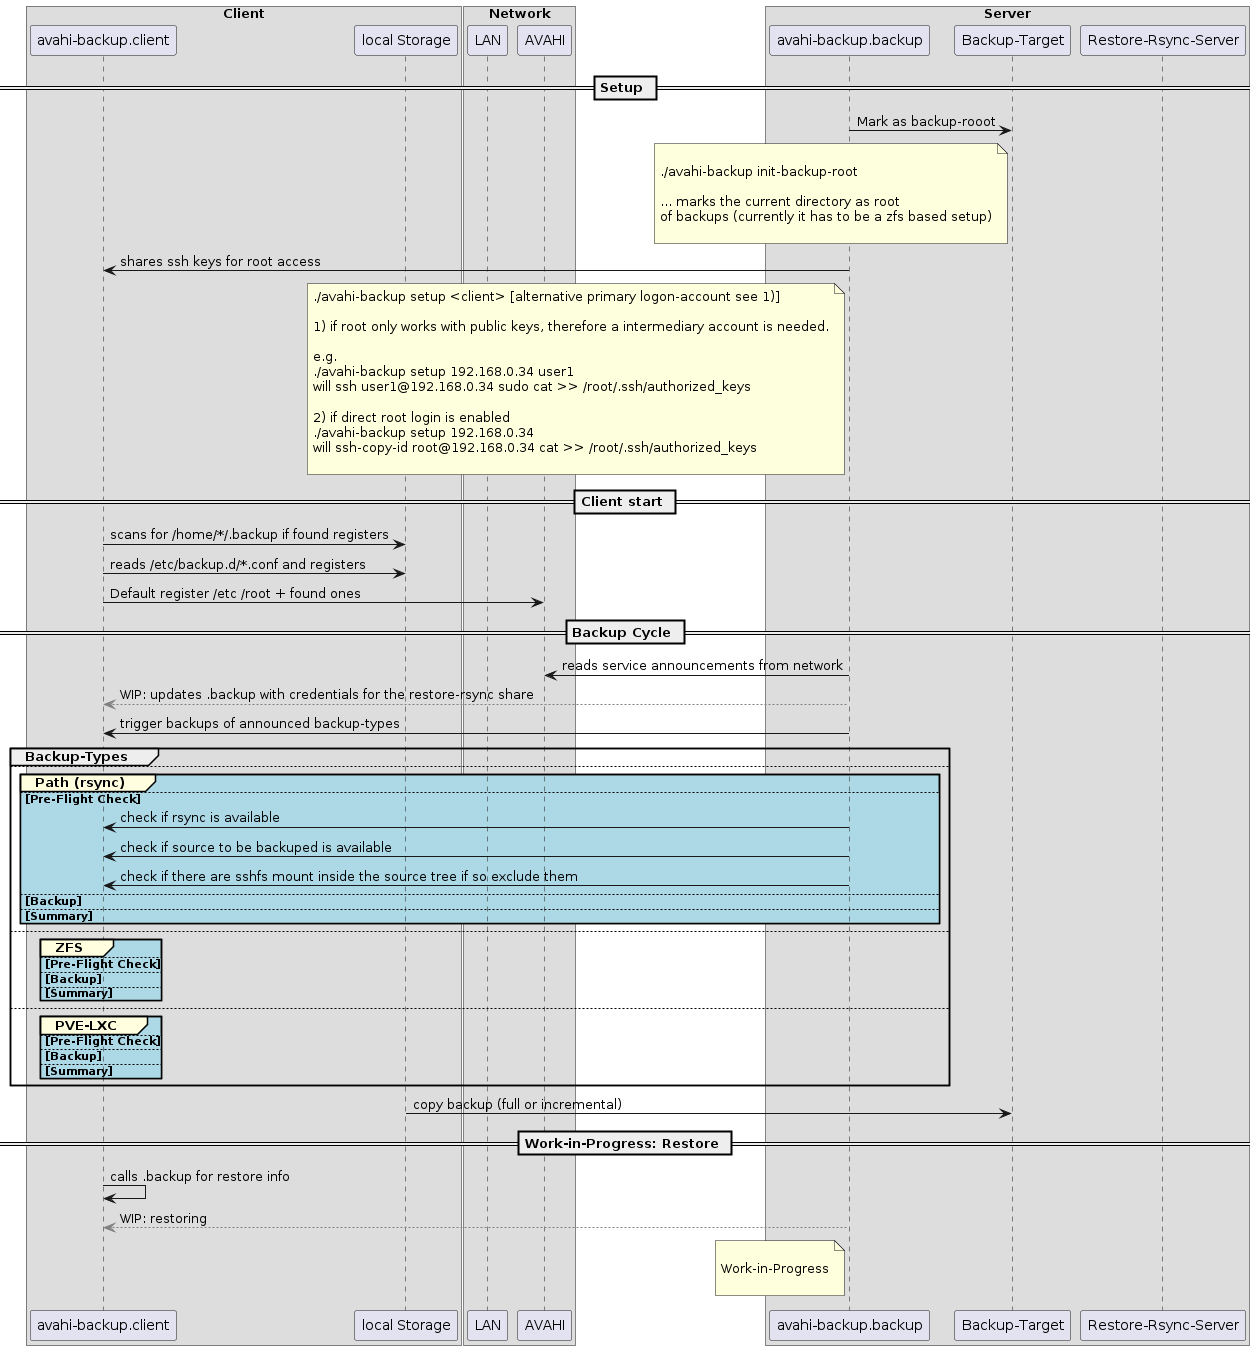 Client
Network
Server
avahi-backup.client
local Storage
LAN
AVAHI
avahi-backup.backup
Backup-Target
Restore-Rsync-Server
Setup
Mark as backup-rooot
./avahi-backup init-backup-root
... marks the current directory as root
of backups (currently it has to be a zfs based setup)
shares ssh keys for root access
./avahi-backup setup <client> [alternative primary logon-account see 1)]
1) if root only works with public keys, therefore a intermediary account is needed.
e.g.
./avahi-backup setup 192.168.0.34 user1
will ssh user1@192.168.0.34 sudo cat >> /root/.ssh/authorized_keys
2) if direct root login is enabled
./avahi-backup setup 192.168.0.34
will ssh-copy-id root@192.168.0.34 cat >> /root/.ssh/authorized_keys
Client start
scans for /home/*/.backup if found registers
reads /etc/backup.d/*.conf and registers
Default register /etc /root + found ones
Backup Cycle
reads service announcements from network
WIP: updates .backup with credentials for the restore-rsync share
trigger backups of announced backup-types
Backup-Types
Path (rsync)
[Pre-Flight Check]
check if rsync is available
check if source to be backuped is available
check if there are sshfs mount inside the source tree if so exclude them
[Backup]
[Summary]
ZFS
[Pre-Flight Check]
[Backup]
[Summary]
PVE-LXC
[Pre-Flight Check]
[Backup]
[Summary]
copy backup (full or incremental)
Work-in-Progress: Restore
calls .backup for restore info
WIP: restoring
Work-in-Progress
avahi-backup.client
local Storage
LAN
AVAHI
avahi-backup.backup
Backup-Target
Restore-Rsync-Server